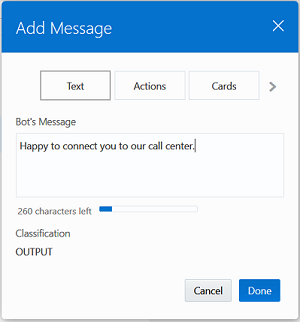 Add Message
Text Actions Cards
Bot's Message
Happy to connect you to our call center.
260 characters left
Classification
OUTPUT
Cancel Done